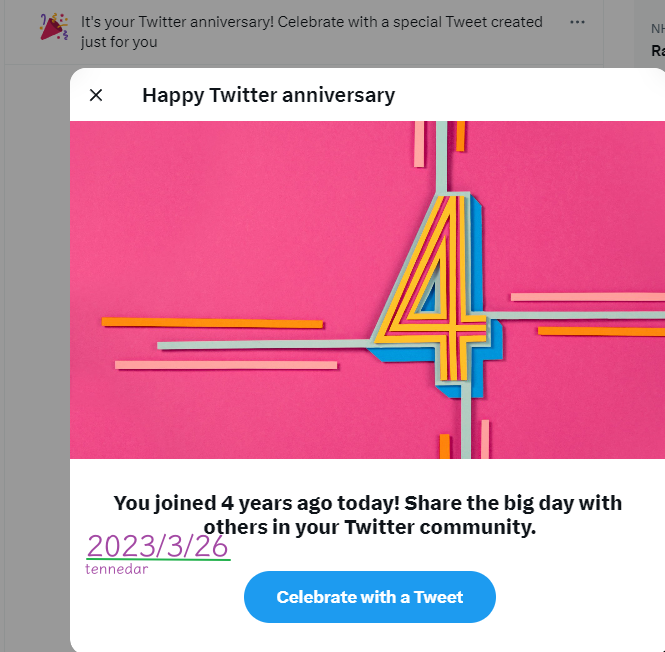 It's your Twitter anniversary! Celebrate with a special Tweet created
just for you
NH
Ra
Happy Twitter anniversary
4
You joined 4 years ago today! Share the big day with
others in your Twitter community.
2023/3/26
tennedar
Celebrate with a Tweet